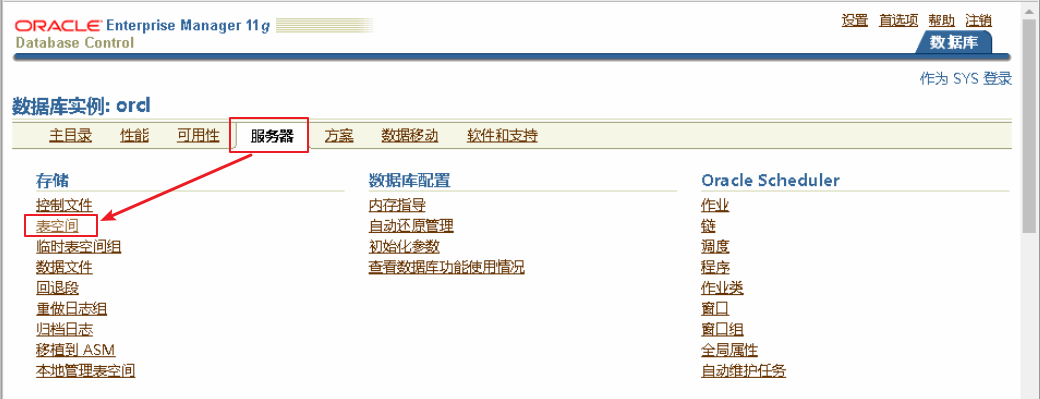 ORACLE Enterprise Manager 11g
Database Control
设置 首选项 帮助 注销
数据库
作为 SYS 登录
数据库实例: orcl
主目录 性能 可用性 服务器 方案 数据移动 软件和支持
存储 数据库配置 Oracle Scheduler
控制文件 内存指导 作业
表空间 自动还原管理 链
临时表空间组 初始化参数 调度
数据文件 查看数据库功能使用情况 程序
回退段 作业类
重做日志组 窗口
归档日志 窗口组
移植到 ASM 全局属性
本地管理表空间 自动维护任务